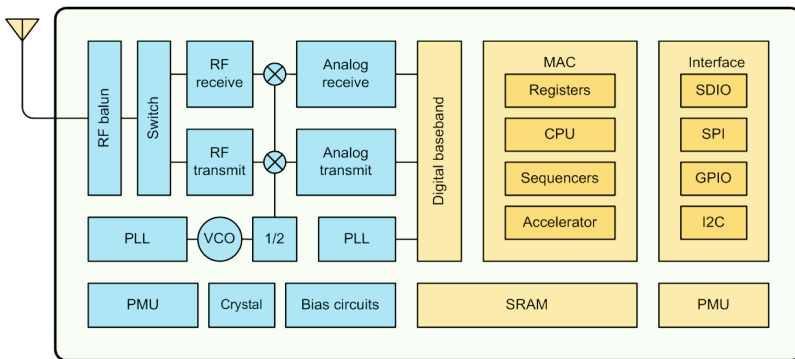 RF balun
Switch
RF
receive
Analog
receive
RF
transmit
Analog
transmit
Digital baseband
MAC
Registers
CPU
Sequencers
Accelerator
Interface
SDIO
SPI
GPIO
I2C
PLL
VCO
1/2
PLL
PMU
Crystal
Bias circuits
SRAM
PMU